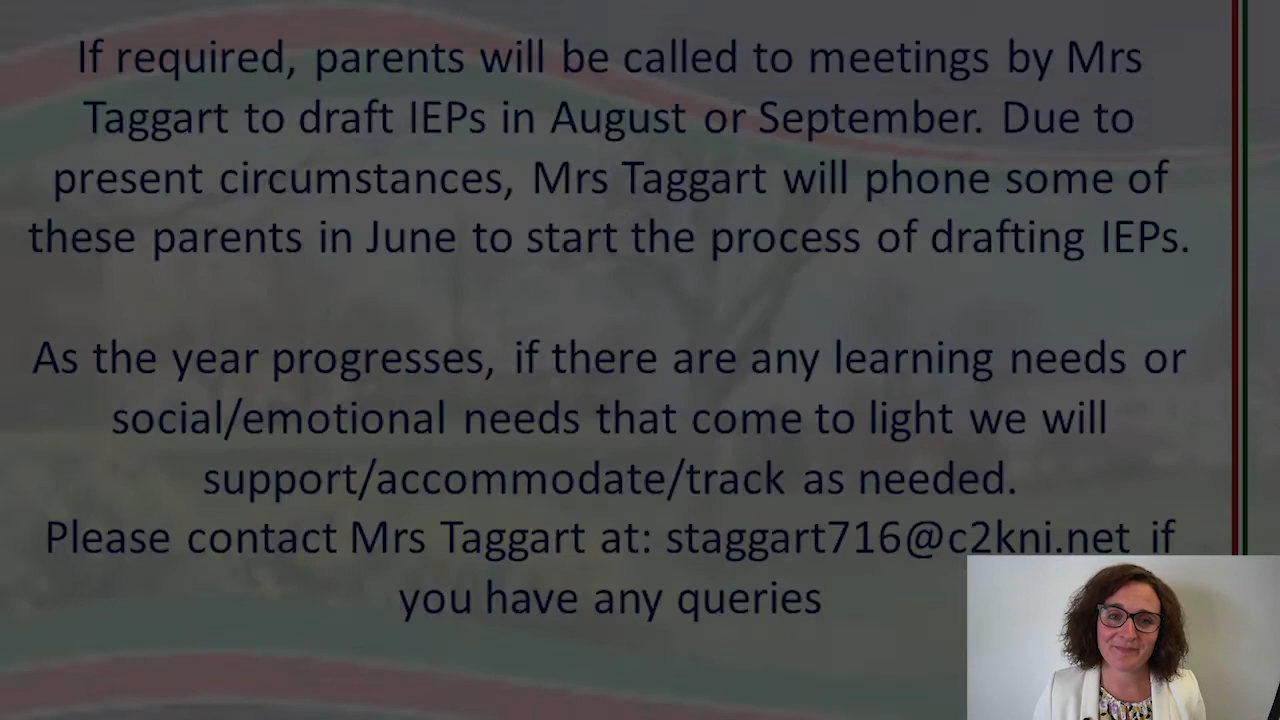 If required, parents will be called to meetings by Mrs
Taggart to draft IEPs in August or September. Due to
present circumstances, Mrs Taggart will phone some of
these parents in June to start the process of drafting IEPs.
As the year progresses, if there are any learning needs or
social/emotional needs that come to light we will
support/accommodate/track as needed.
Please contact Mrs Taggart at: staggart716@c2kni.net if
you have any queries